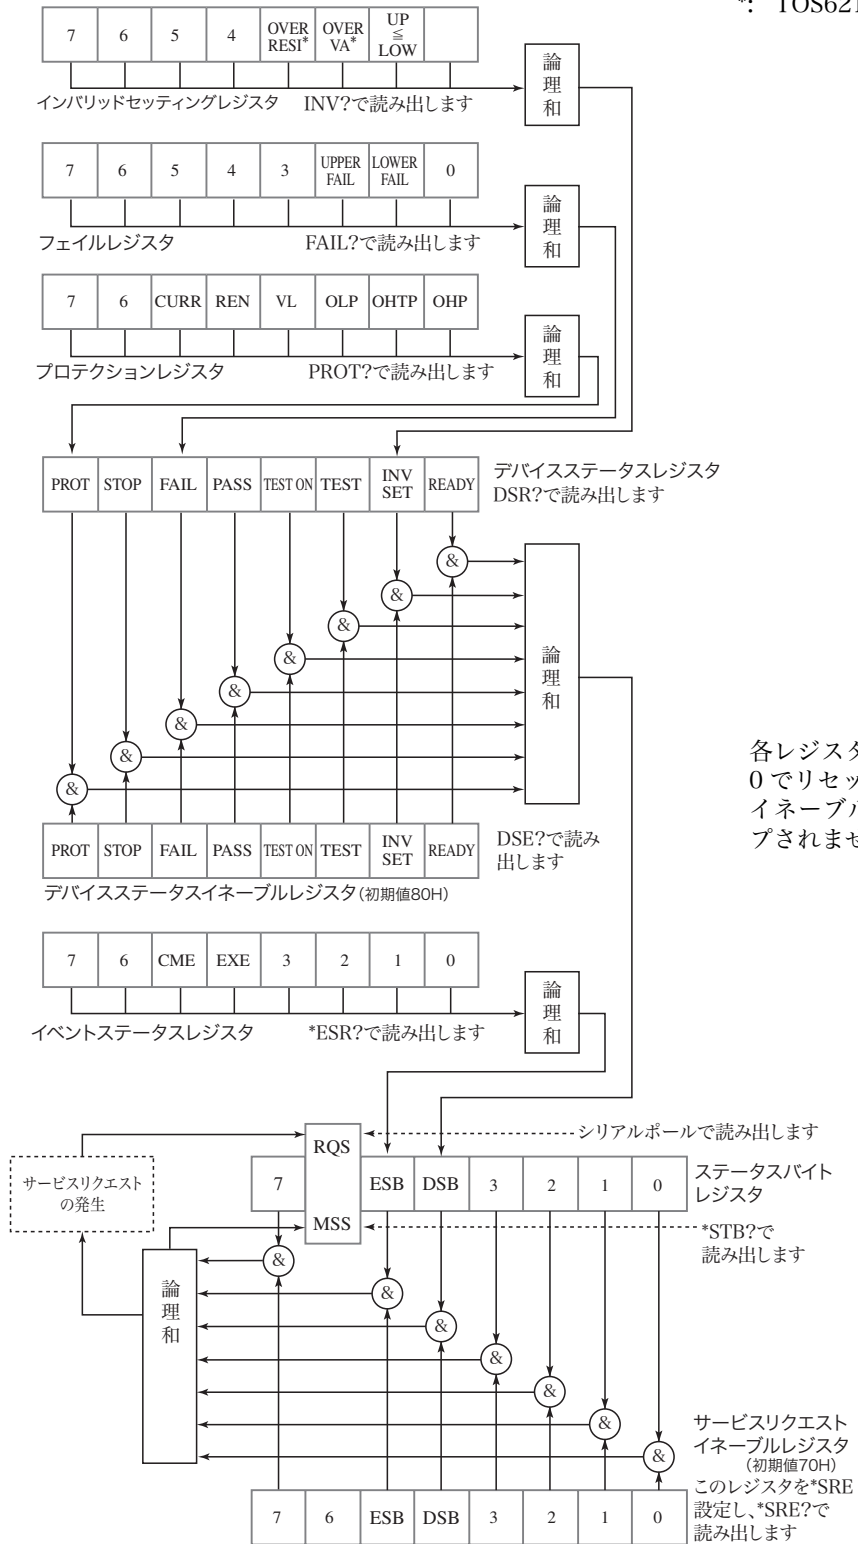 *: TOS621
7 6 5 4 OVER RESI* OVER VA* UP ≦ LOW
論理和
インバリッドセッティングレジスタ INV?で読み出します
7 6 5 4 3 UPPER FAIL LOWER FAIL 0
論理和
フェイルレジスタ FAIL?で読み出します
7 6 CURR REN VL OLP OHTP OHP
論理和
プロテクションレジスタ PROT?で読み出します
PROT STOP FAIL PASS TEST ON TEST INV SET READY
デバイスステータスレジスタ
DSR?で読み出します
&
&
&
&
&
&
&
&
論理和
各レジスタ
0でリセッ
イネーブル
プされませ
PROT STOP FAIL PASS TEST ON TEST INV SET READY
DSE?で読み
出します
デバイスステータスイネーブルレジスタ(初期値80H)
7 6 CME EXE 3 2 1 0
論理和
イベントステータスレジスタ *ESR?で読み出します
シリアルポールで読み出します
RQS
7 ESB DSB 3 2 1 0
MSS
ステータスバイト
レジスタ
サービスリクエスト
の発生
*STB?で
読み出します
論理和
&
&
&
&
&
&
&
サービスリクエスト
イネーブルレジスタ
(初期値70H)
このレジスタを*SRE
設定し、*SRE?で
読み出します
7 6 ESB DSB 3 2 1 0